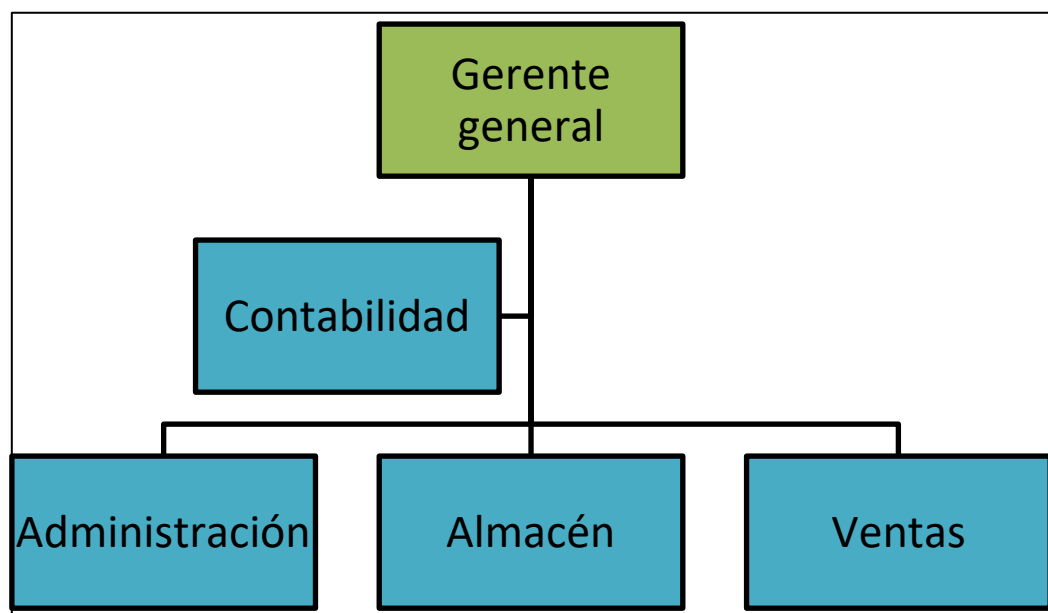 Gerente
general
Contabilidad
Administración
Almacén
Ventas